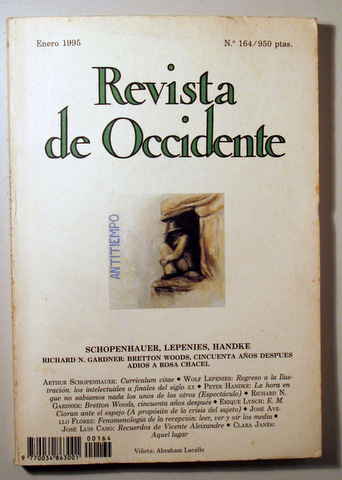 Enero 1995
N.º 164/950 ptas.
Revista
de Occidente
ANTITIEMPO
SCHOPENHAUER, LEPENIES, HANDKE
RICHARD N. GARDNER: BRETTON WOODS, CINCUENTA AÑOS DESPUES
ADIOS A ROSA CHACEL
ARTHUR SCHOPENHAUER: Curriculum vitae • WOLF LEPENIES: Regreso a la Ilus-
tración: los intelectuales a finales del siglo XX • PETER HANDKE: La hora en
que no sabíamos nada los unos de los otros (Espectáculo) • RICHARD N.
GARDNER: Bretton Woods, cincuenta años después • ERIQUE LYNCH: E. M.
Cioran ante el espejo (A propósito de la crisis del sujeto) • JOSÉ AVE-
LLO FLÓREZ: Fenomenología de la recepción: leer, ver y oír los media •
JOSÉ LUIS CANO: Recuerdos de Vicente Aleixandre • CLARA JANÉS:
Aquel lugar
00164
9 770034 863001
Viñeta: Abraham Lacalle